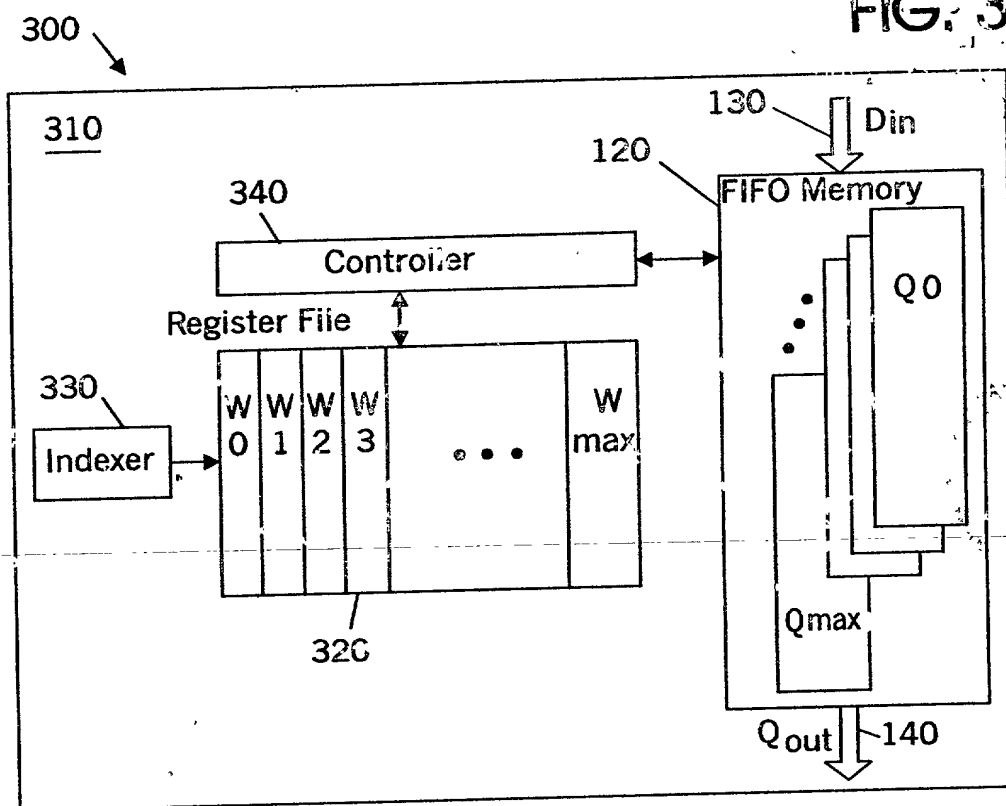 FIG. 3
300
310
130
Din
120
FIFO Memory
340
Controller
Q0
Register File
330
W W W W W
0 1 2 3 max
Indexer
Qmax
320
Qout
140